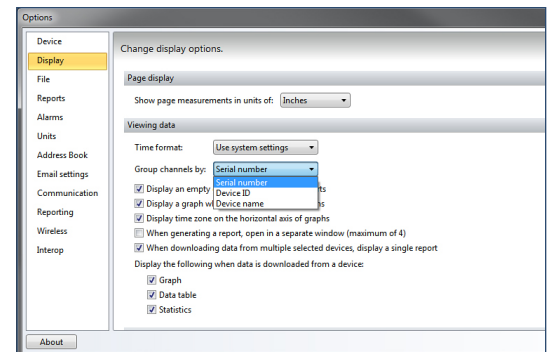 Options
Device
Display
File
Reports
Alarms
Units
Address Book
Email settings
Communication
Reporting
Wireless
Interop
About
Change display options.
Page display
Show page measurements in units of: Inches
Viewing data
Time format: Use system settings
Group channels by: Serial number
Serial number
Device ID
Device name
Display an empty
Display a graph
Display time zone on the horizontal axis of graphs
When generating a report, open in a separate window (maximum of 4)
When downloading data from multiple selected devices, display a single report
Display the following when data is downloaded from a device:
Graph
Data table
Statistics